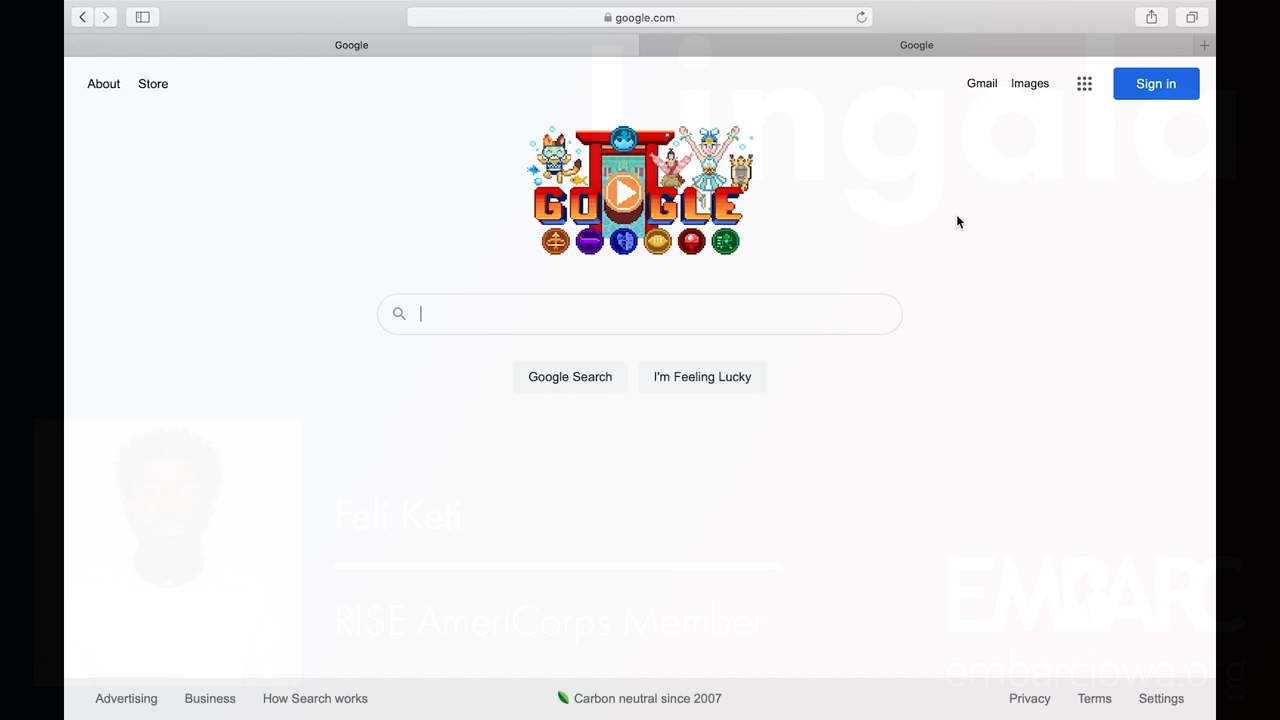 google.com
Google
Google
About
Store
Gmail
Images
Sign in
Lingala
GOOGLE
Google Search
I'm Feeling Lucky
Feli Keti
RISE AmeriCorps Member
EMBARC
embarciowa.org
Advertising
Business
How Search works
Carbon neutral since 2007
Privacy
Terms
Settings